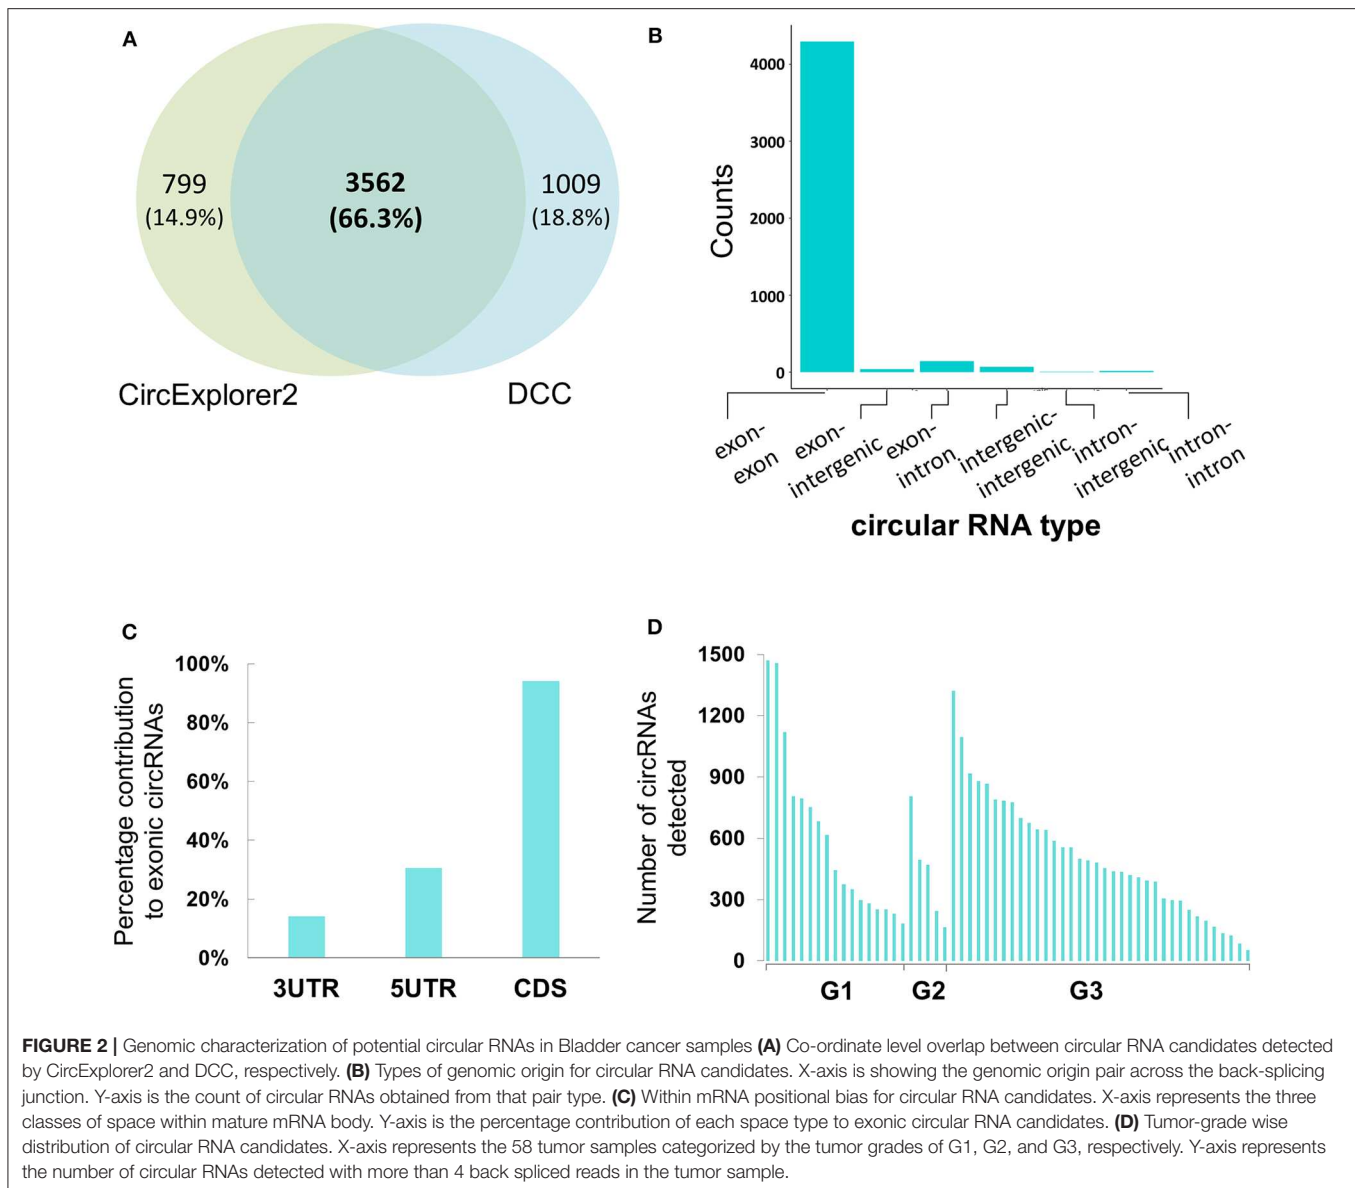 A
799
(14.9%)
3562
(66.3%)
1009
(18.8%)
CircExplorer2
DCC
B
Counts
4000
3000
2000
1000
0
exon-
exon
exon-
intergenic
exon-
intron
intergenic-
intergenic
intron-
intergenic
intron-
intron
circular RNA type
C
Percentage contribution
to exonic circRNAs
100%
80%
60%
40%
20%
0%
3UTR
5UTR
CDS
D
Number of circRNAs
detected
1500
1200
900
600
300
0
G1
G2
G3
FIGURE 2 | Genomic characterization of potential circular RNAs in Bladder cancer samples (A) Co-ordinate level overlap between circular RNA candidates detected
by CircExplorer2 and DCC, respectively. (B) Types of genomic origin for circular RNA candidates. X-axis is showing the genomic origin pair across the back-splicing
junction. Y-axis is the count of circular RNAs obtained from that pair type. (C) Within mRNA positional bias for circular RNA candidates. X-axis represents the three
classes of space within mature mRNA body. Y-axis is the percentage contribution of each space type to exonic circular RNA candidates. (D) Tumor-grade wise
distribution of circular RNA candidates. X-axis represents the 58 tumor samples categorized by the tumor grades of G1, G2, and G3, respectively. Y-axis represents
the number of circular RNAs detected with more than 4 back spliced reads in the tumor sample.